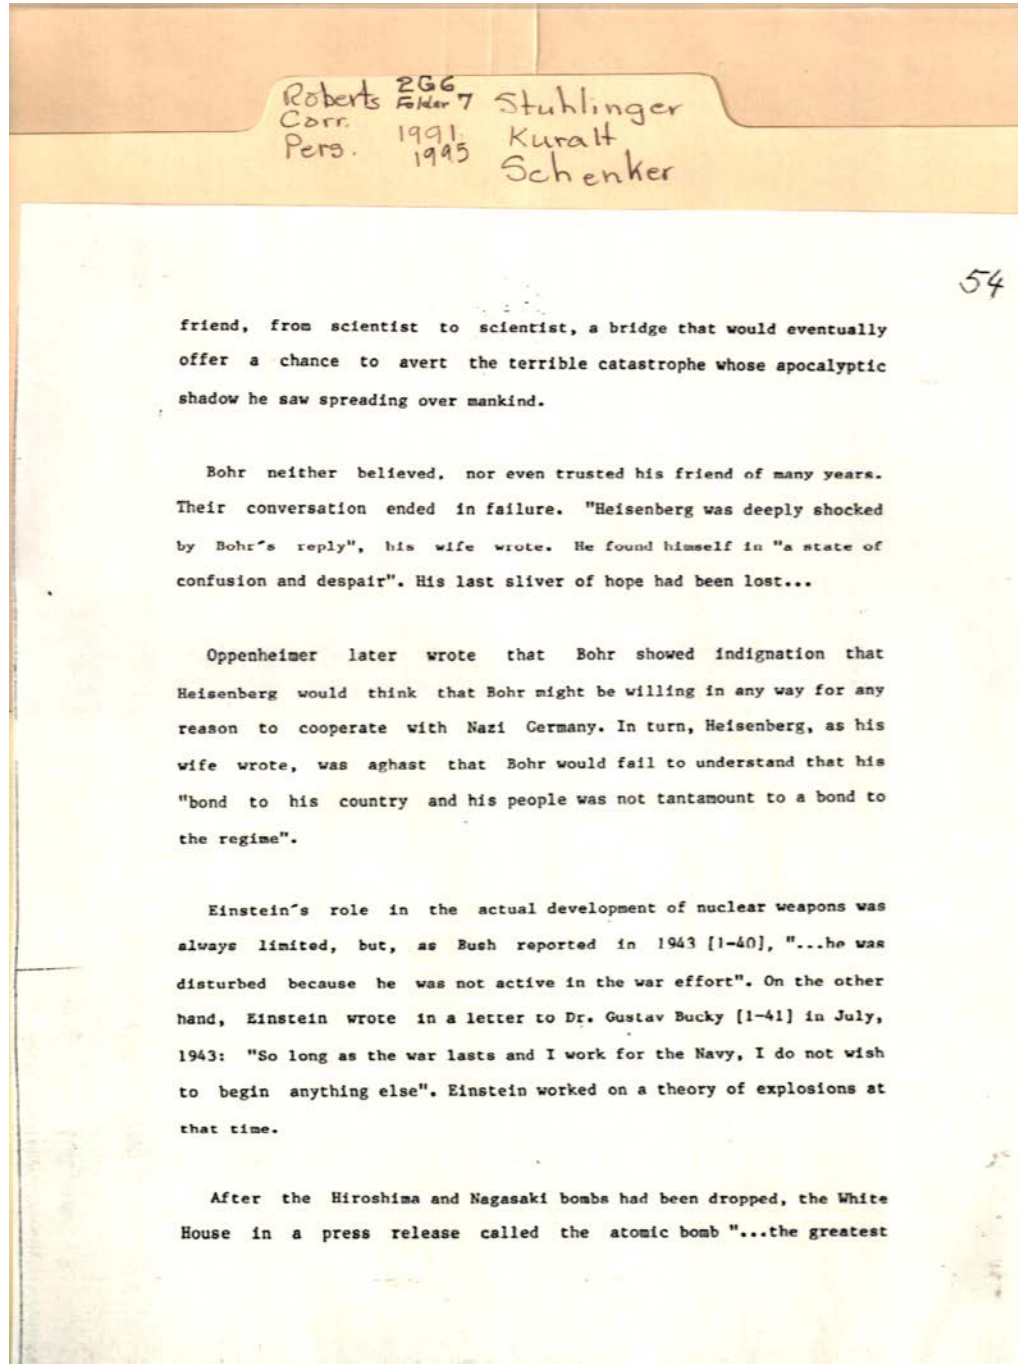 Roberts 2G6 Stuhlinger
Corr. Folder 7 Kuralt
Pers. 1991. Schenker
1995
54
friend, from scientist to scientist, a bridge that would eventually
offer a chance to avert the terrible catastrophe whose apocalyptic
shadow he saw spreading over mankind.
Bohr neither believed, nor even trusted his friend of many years.
Their conversation ended in failure. "Heisenberg was deeply shocked
by Bohr's reply", his wife wrote. He found himself in "a state of
confusion and despair". His last sliver of hope had been lost...
Oppenheimer later wrote that Bohr showed indignation that
Heisenberg would think that Bohr might be willing in any way for any
reason to cooperate with Nazi Germany. In turn, Heisenberg, as his
wife wrote, was aghast that Bohr would fail to understand that his
"bond to his country and his people was not tantamount to a bond to
the regime".
Einstein's role in the actual development of nuclear weapons was
always limited, but, as Bush reported in 1943 [1-40], "...he was
disturbed because he was not active in the war effort". On the other
hand, Einstein wrote in a letter to Dr. Gustav Bucky [1-41] in July,
1943: "So long as the war lasts and I work for the Navy, I do not wish
to begin anything else". Einstein worked on a theory of explosions at
that time.
After the Hiroshima and Nagasaki bombs had been dropped, the White
House in a press release called the atomic bomb "...the greatest